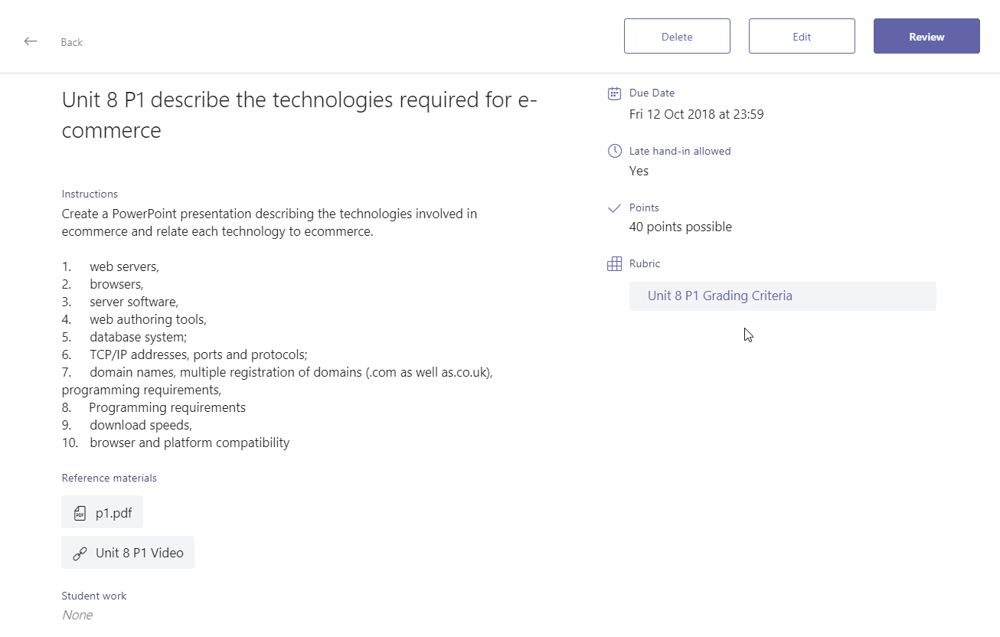 Back
Delete
Edit
Review
Unit 8 P1 describe the technologies required for e-
commerce
Instructions
Create a PowerPoint presentation describing the technologies involved in
ecommerce and relate each technology to ecommerce.
1. web servers,
2. browsers,
3. server software,
4. web authoring tools,
5. database system;
6. TCP/IP addresses, ports and protocols;
7. domain names, multiple registration of domains (.com as well as.co.uk),
programming requirements,
8. Programming requirements
9. download speeds,
10. browser and platform compatibility
Reference materials
PDF p1.pdf
Unit 8 P1 Video
Student work
None
Due Date
Fri 12 Oct 2018 at 23:59
Late hand-in allowed
Yes
Points
40 points possible
Rubric
Unit 8 P1 Grading Criteria